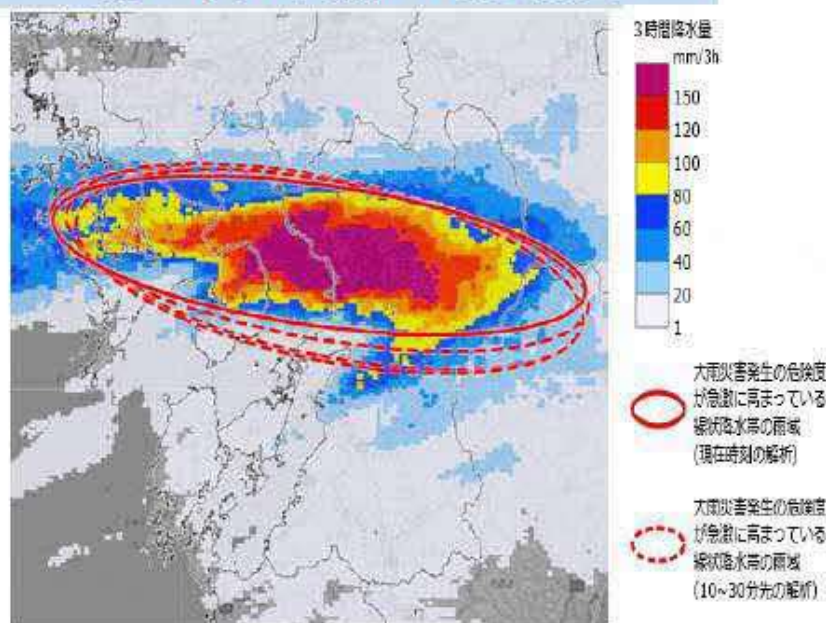 3時間降水量
mm/3h
150
120
100
80
60
40
20
1
大雨災害発生の危険度
が急激に高まっている
線状降水帯の雨域
(現在時刻の解析)
大雨災害発生の危険度
が急激に高まっている
線状降水帯の雨域
(10~30分先の解析)